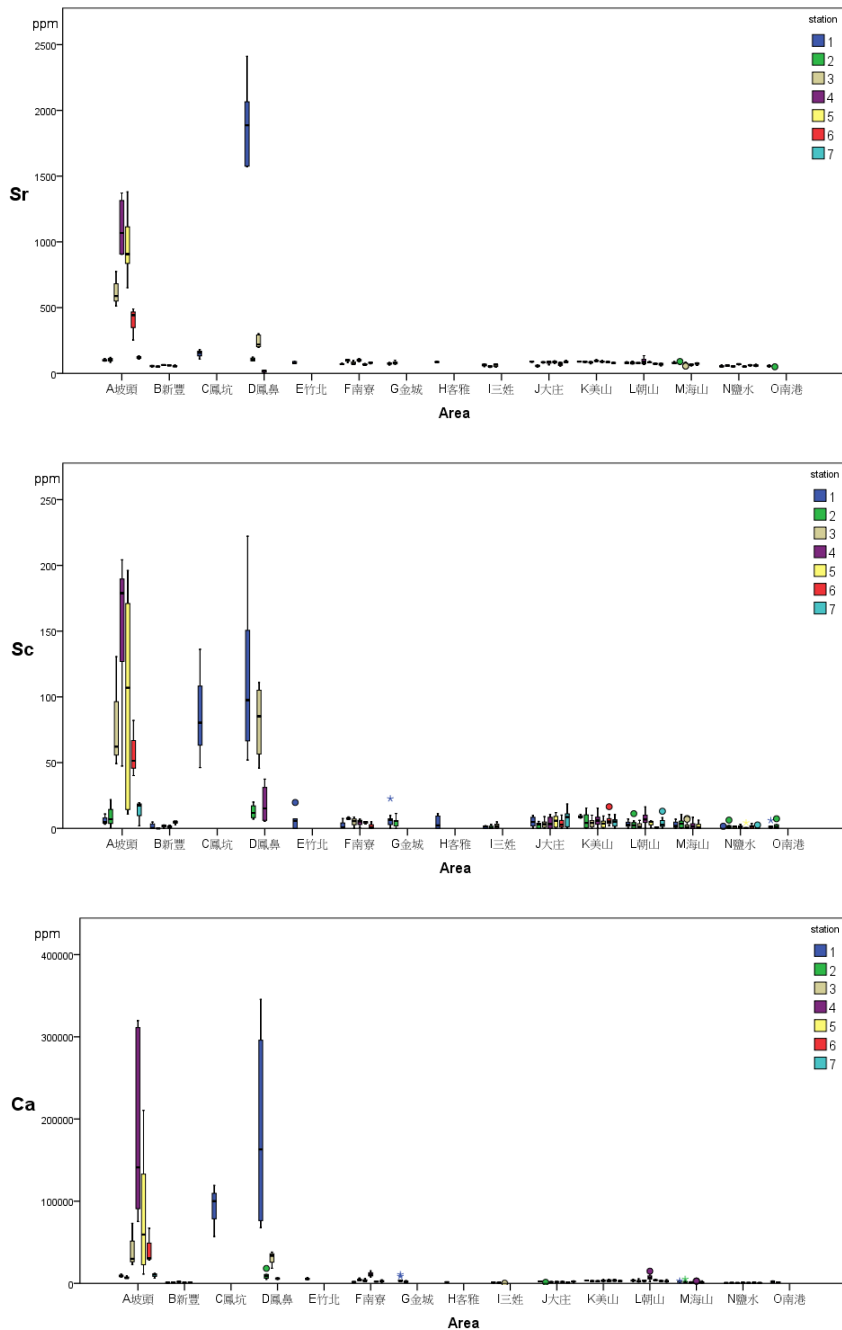 ppm
station
1
2
3
4
5
6
7
2500
2000
1500
1000
500
0
Sr
A坡頭 B新豐 C鳳坑 D鳳鼻 E竹北 F南寮 G金城 H客雅 I三姓 J大庄 K美山 L朝山 M海山 N鹽水 O南港
Area
ppm
station
1
2
3
4
5
6
7
250
200
150
100
50
0
Sc
A坡頭 B新豐 C鳳坑 D鳳鼻 E竹北 F南寮 G金城 H客雅 I三姓 J大庄 K美山 L朝山 M海山 N鹽水 O南港
Area
ppm
station
1
2
3
4
5
6
7
400000
300000
200000
100000
0
Ca
A坡頭 B新豐 C鳳坑 D鳳鼻 E竹北 F南寮 G金城 H客雅 I三姓 J大庄 K美山 L朝山 M海山 N鹽水 O南港
Area